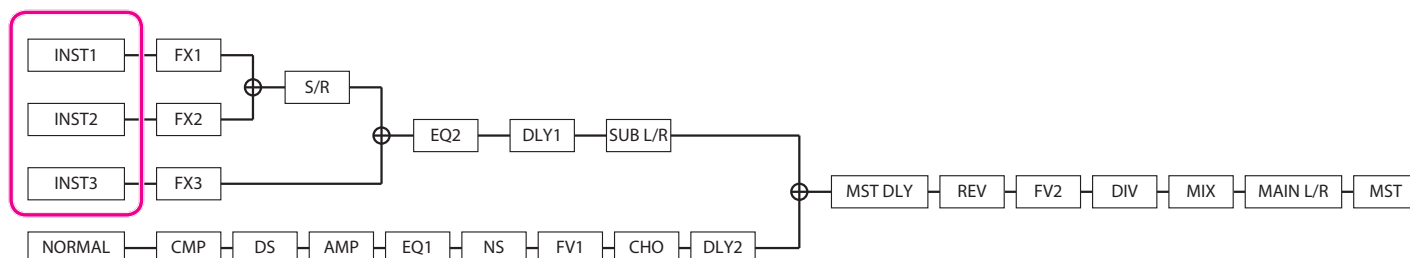 INST1 FX1
S/R
INST2 FX2
EQ2 DLY1 SUB L/R
INST3 FX3
MST DLY REV FV2 DIV MIX MAIN L/R MST
NORMAL CMP DS AMP EQ1 NS FV1 CHO DLY2